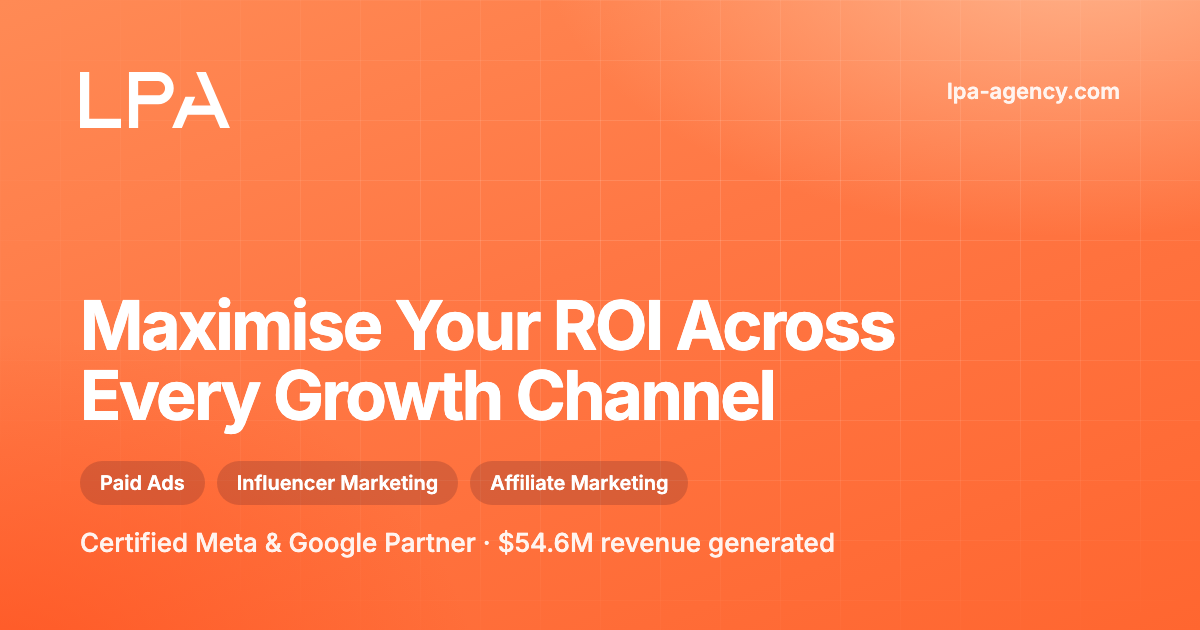 LPA
lpa-agency.com
Maximise Your ROI Across
Every Growth Channel
Paid Ads
Influencer Marketing
Affiliate Marketing
Certified Meta & Google Partner · $54.6M revenue generated